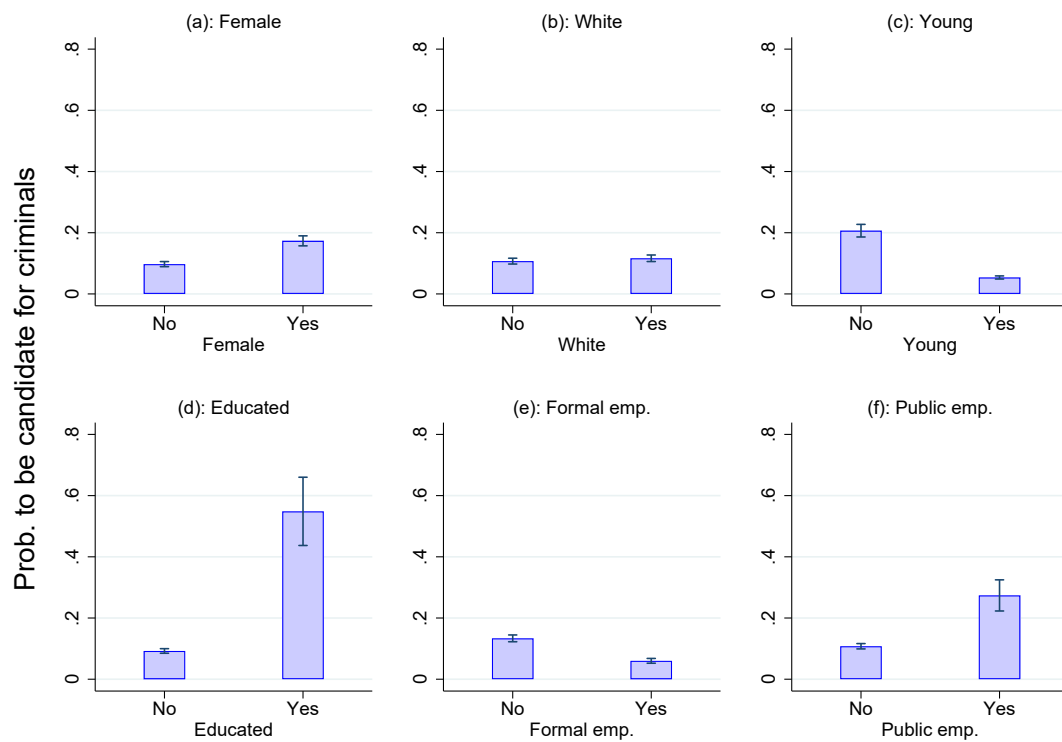 Prob. to be candidate for criminals
(a): Female
.8
.6
.4
.2
0
No Yes
Female
(b): White
.8
.6
.4
.2
0
No Yes
White
(c): Young
.8
.6
.4
.2
0
No Yes
Young
(d): Educated
.8
.6
.4
.2
0
No Yes
Educated
(e): Formal emp.
.8
.6
.4
.2
0
No Yes
Formal emp.
(f): Public emp.
.8
.6
.4
.2
0
No Yes
Public emp.